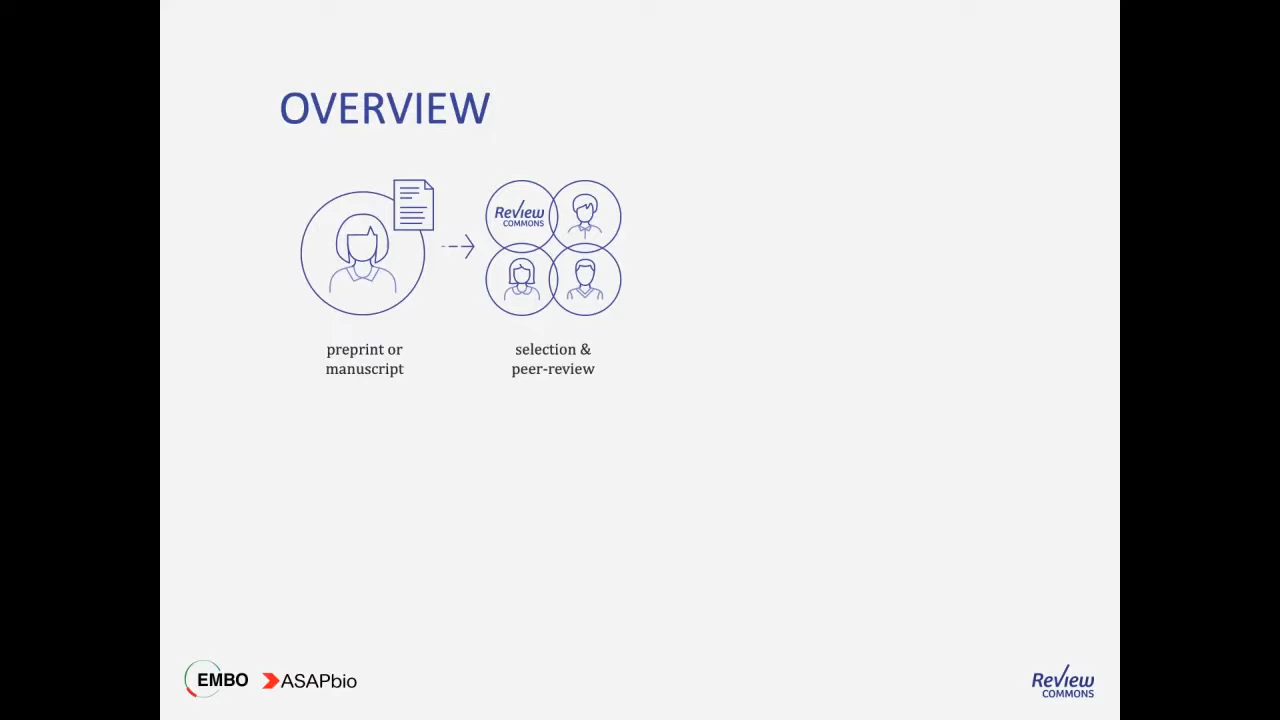 OVERVIEW
Review
COMMONS
preprint or
manuscript
selection &
peer-review
EMBO
ASAPbio
Review
COMMONS